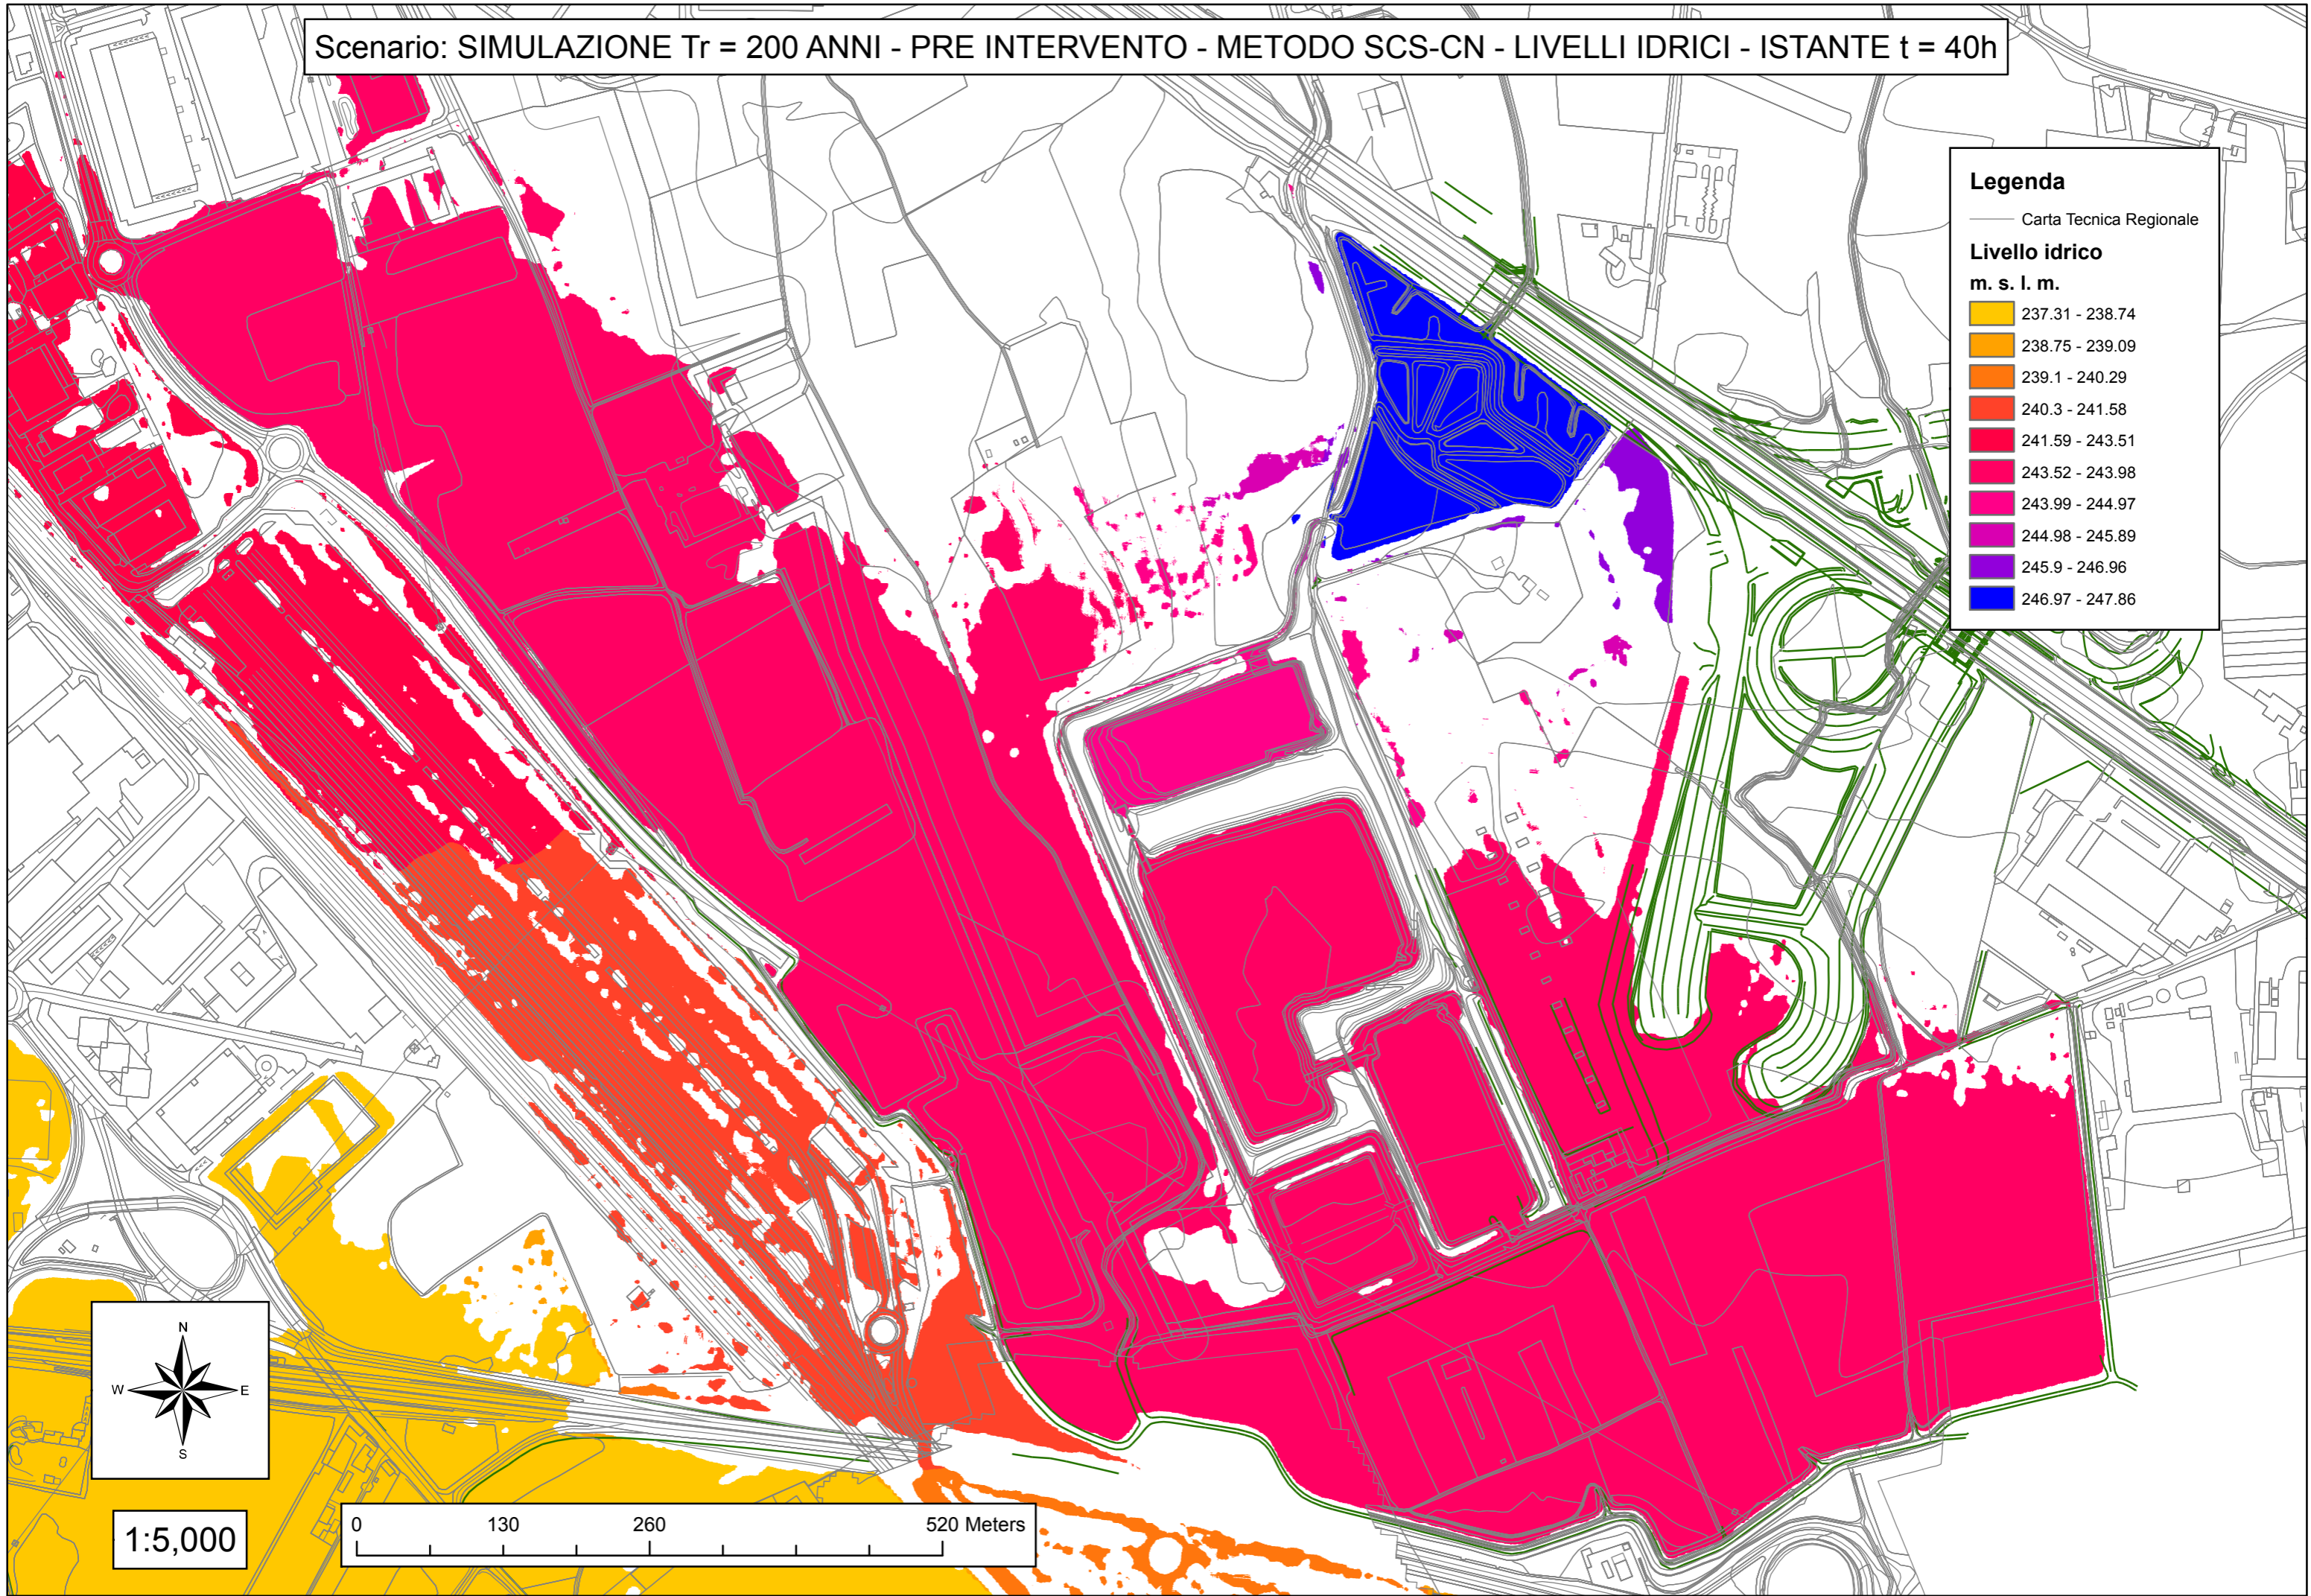 Scenario: SIMULAZIONE Tr = 200 ANNI - PRE INTERVENTO - METODO SCS-CN - LIVELLI IDRICI - ISTANTE t = 40h
Legenda
Carta Tecnica Regionale
Livello idrico
m. s. l. m.
237.31 - 238.74
238.75 - 239.09
239.1 - 240.29
240.3 - 241.58
241.59 - 243.51
243.52 - 243.98
243.99 - 244.97
244.98 - 245.89
245.9 - 246.96
246.97 - 247.86
N
W E
S
1:5,000
0 130 260 520 Meters